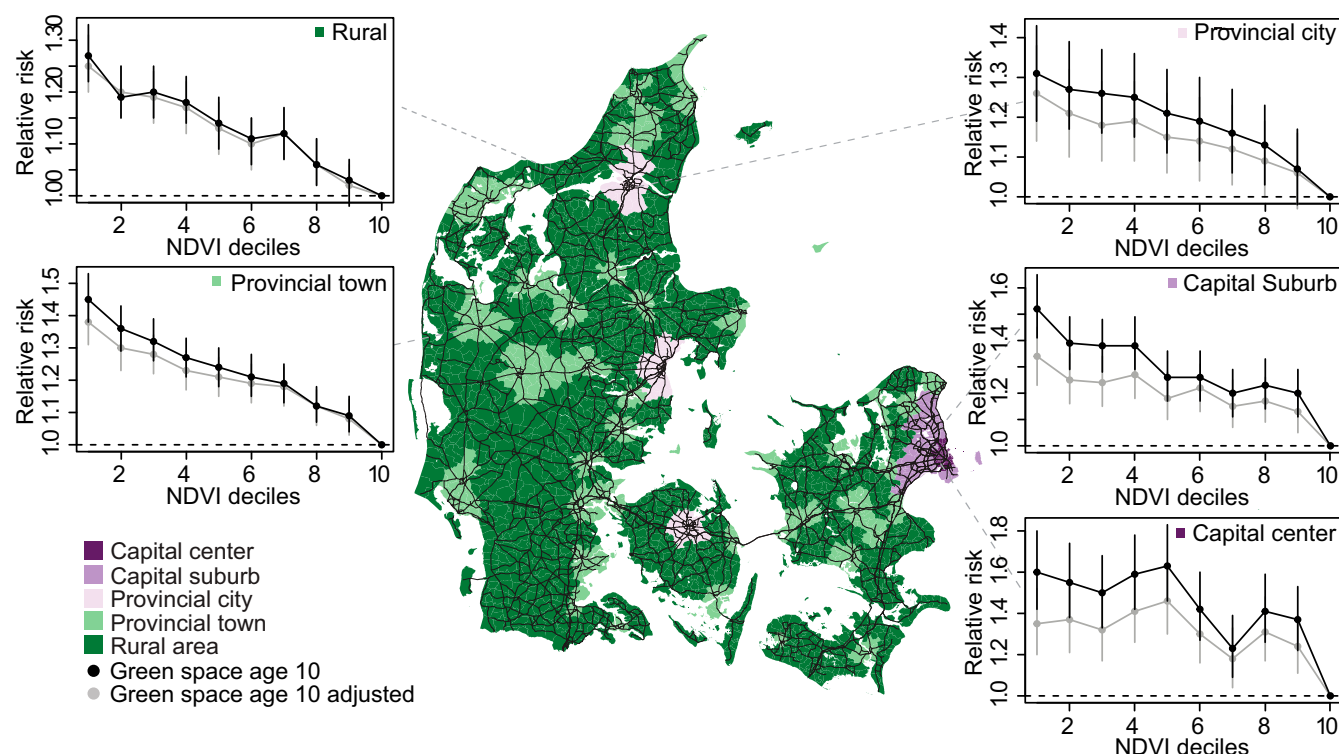 Rural
Relative risk
1.00 1.10 1.20 1.30
2 4 6 8 10
NDVI deciles
Provincial town
Relative risk
1.0 1.1 1.2 1.3 1.4 1.5
2 4 6 8 10
NDVI deciles
Capital center
Capital suburb
Provincial city
Provincial town
Rural area
Green space age 10
Green space age 10 adjusted
Provincial city
Relative risk
1.0 1.1 1.2 1.3 1.4
2 4 6 8 10
NDVI deciles
Capital Suburb
Relative risk
1.0 1.2 1.4 1.6
2 4 6 8 10
NDVI deciles
Capital center
Relative risk
1.0 1.2 1.4 1.6 1.8
2 4 6 8 10
NDVI deciles